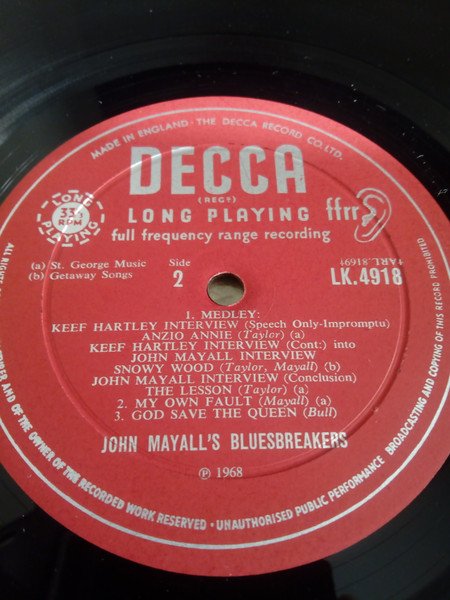 MADE IN ENGLAND · THE DECCA RECORD CO. LTD.
DECCA
(REGD)
LONG PLAYING
ffrr
full frequency range recording
LONG PLAYING
33⅓ RPM
(a) St. George Music
(b) Getaway Songs
Side
2
ARL.8169
LK.4918
1. MEDLEY:
KEEF HARTLEY INTERVIEW (Speech Only-Impromptu)
ANZIO ANNIE (Taylor) (a)
KEEF HARTLEY INTERVIEW (Cont:) into
JOHN MAYALL INTERVIEW
SNOWY WOOD (Taylor, Mayall) (b)
JOHN MAYALL INTERVIEW (Conclusion)
THE LESSON (Taylor) (a)
2. MY OWN FAULT (Mayall) (a)
3. GOD SAVE THE QUEEN (Bull)
JOHN MAYALL'S BLUESBREAKERS
℗ 1968
ALL RIGHTS
AND OF THE OWNER OF THE RECORDED WORK RESERVED · UNAUTHORISED PUBLIC PERFORMANCE BROADCASTING AND COPYING OF THIS RECORD